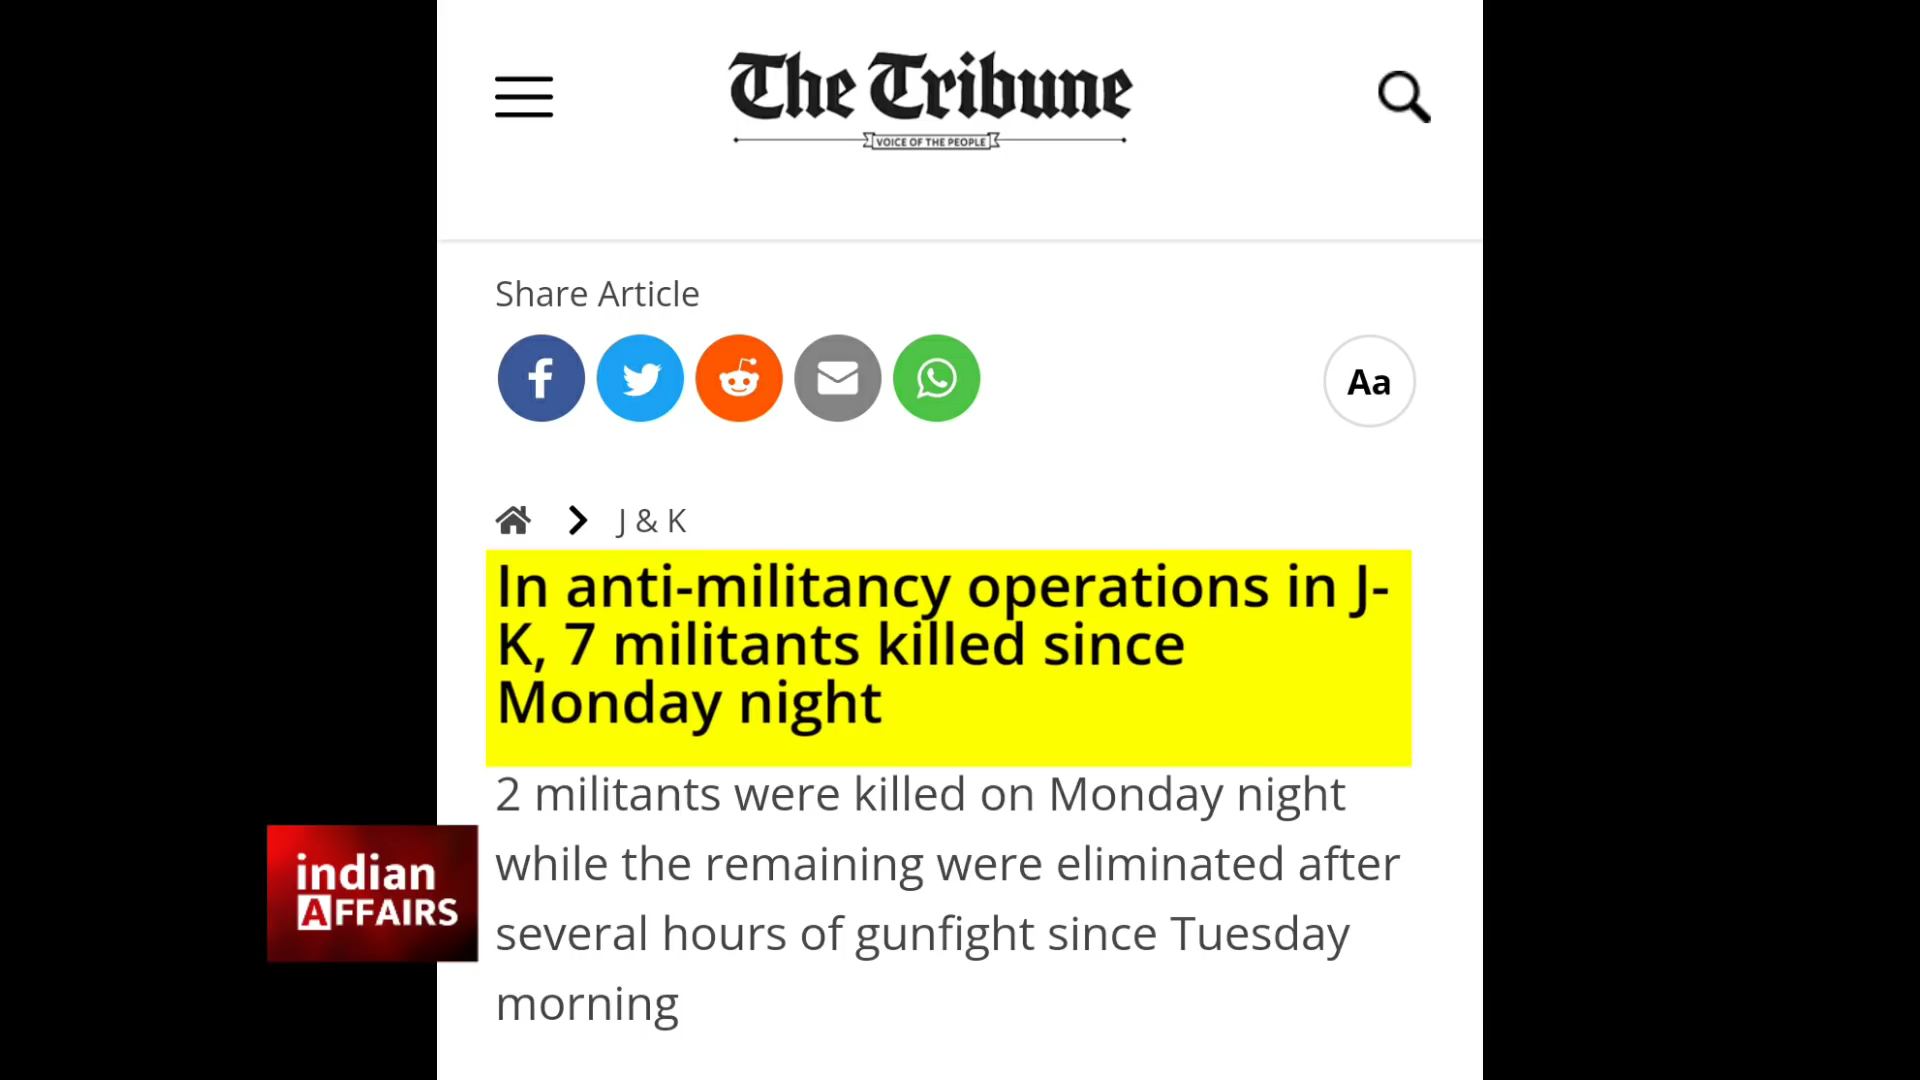 The Tribune
VOICE OF THE PEOPLE
Share Article
Aa
J & K
In anti-militancy operations in J-
K, 7 militants killed since
Monday night
2 militants were killed on Monday night
while the remaining were eliminated after
several hours of gunfight since Tuesday
morning
indian
AFFAIRS